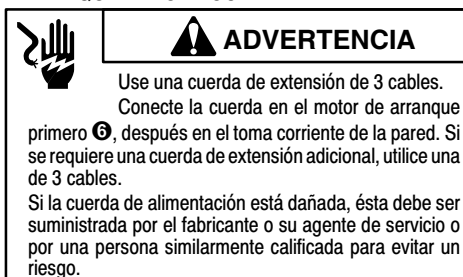 ADVERTENCIA
Use una cuerda de extensión de 3 cables.
Conecte la cuerda en el motor de arranque
primero ❻, después en el toma corriente de la pared. Si
se requiere una cuerda de extensión adicional, utilice una
de 3 cables.
Si la cuerda de alimentación está dañada, ésta debe ser
suministrada por el fabricante o su agente de servicio o
por una persona similarmente calificada para evitar un
riesgo.